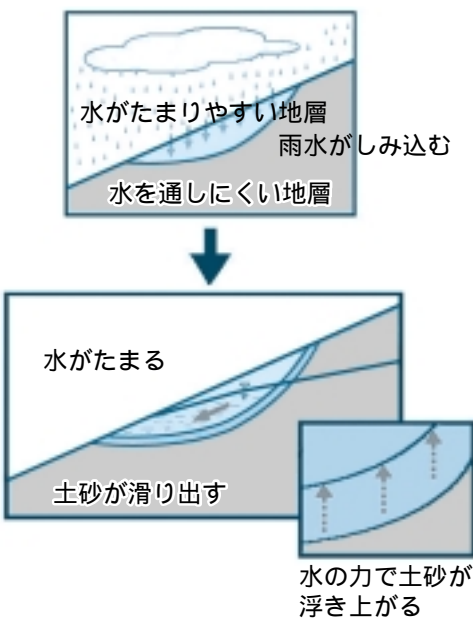 水がたまりやすい地層
雨水がしみ込む
水を通しにくい地層
水がたまる
土砂が滑り出す
水の力で土砂が
浮き上がる